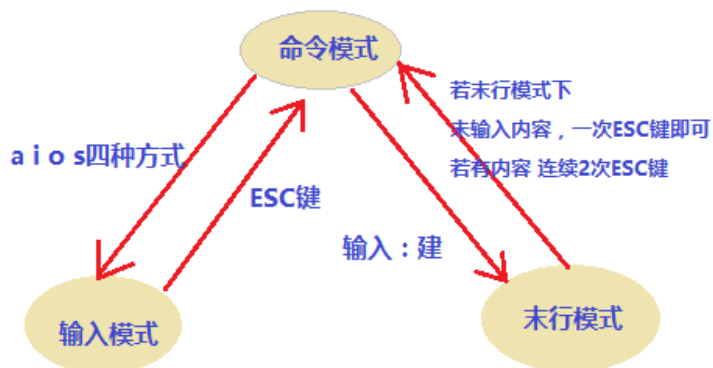 命令模式
若末行模式下
未输入内容，一次ESC键即可
若有内容 连续2次ESC键
a i o s四种方式
ESC键
输入：建
输入模式
末行模式